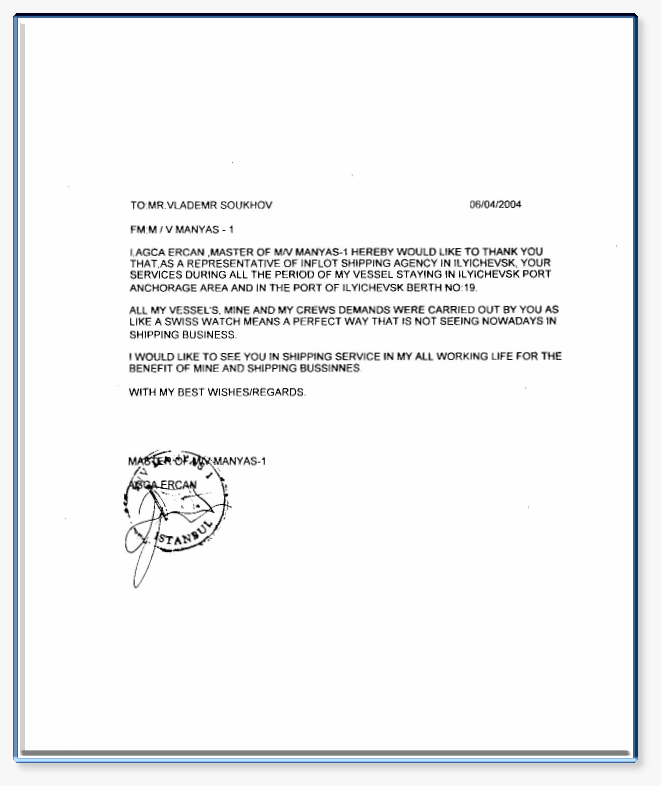 TO:MR.VLADEMR SOUKHOV 06/04/2004
FM:M / V MANYAS - 1
I,AGCA ERCAN ,MASTER OF M/V MANYAS-1 HEREBY WOULD LIKE TO THANK YOU
THAT,AS A REPRESENTATIVE OF INFLOT SHIPPING AGENCY IN ILYICHEVSK, YOUR
SERVICES DURING ALL THE PERIOD OF MY VESSEL STAYING IN ILYICHEVSK PORT
ANCHORAGE AREA AND IN THE PORT OF ILYICHEVSK BERTH NO:19.
ALL MY VESSEL'S, MINE AND MY CREWS DEMANDS WERE CARRIED OUT BY YOU AS
LIKE A SWISS WATCH MEANS A PERFECT WAY THAT IS NOT SEEING NOWADAYS IN
SHIPPING BUSINESS.
I WOULD LIKE TO SEE YOU IN SHIPPING SERVICE IN MY ALL WORKING LIFE FOR THE
BENEFIT OF MINE AND SHIPPING BUSSINNES.
WITH MY BEST WISHES/REGARDS.
MASTER OF M/V MANYAS-1
AGCA ERCAN
ISTANBUL